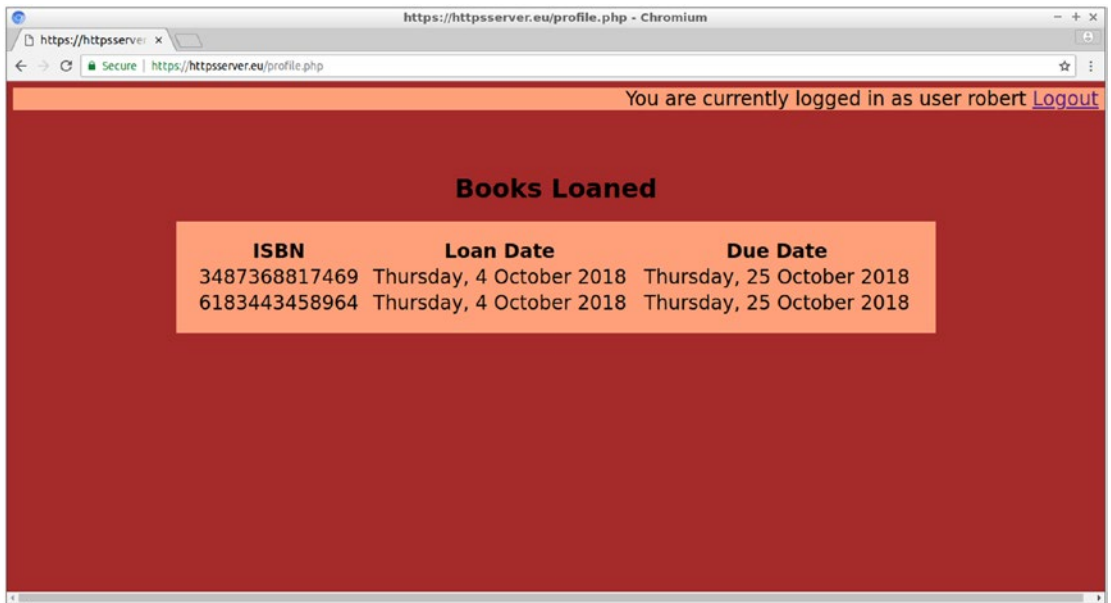 https://httpsserver.eu/profile.php - Chromium
https://httpsserver
Secure | https://httpsserver.eu/profile.php
You are currently logged in as user robert Logout
Books Loaned
ISBN Loan Date Due Date
3487368817469 Thursday, 4 October 2018 Thursday, 25 October 2018
6183443458964 Thursday, 4 October 2018 Thursday, 25 October 2018